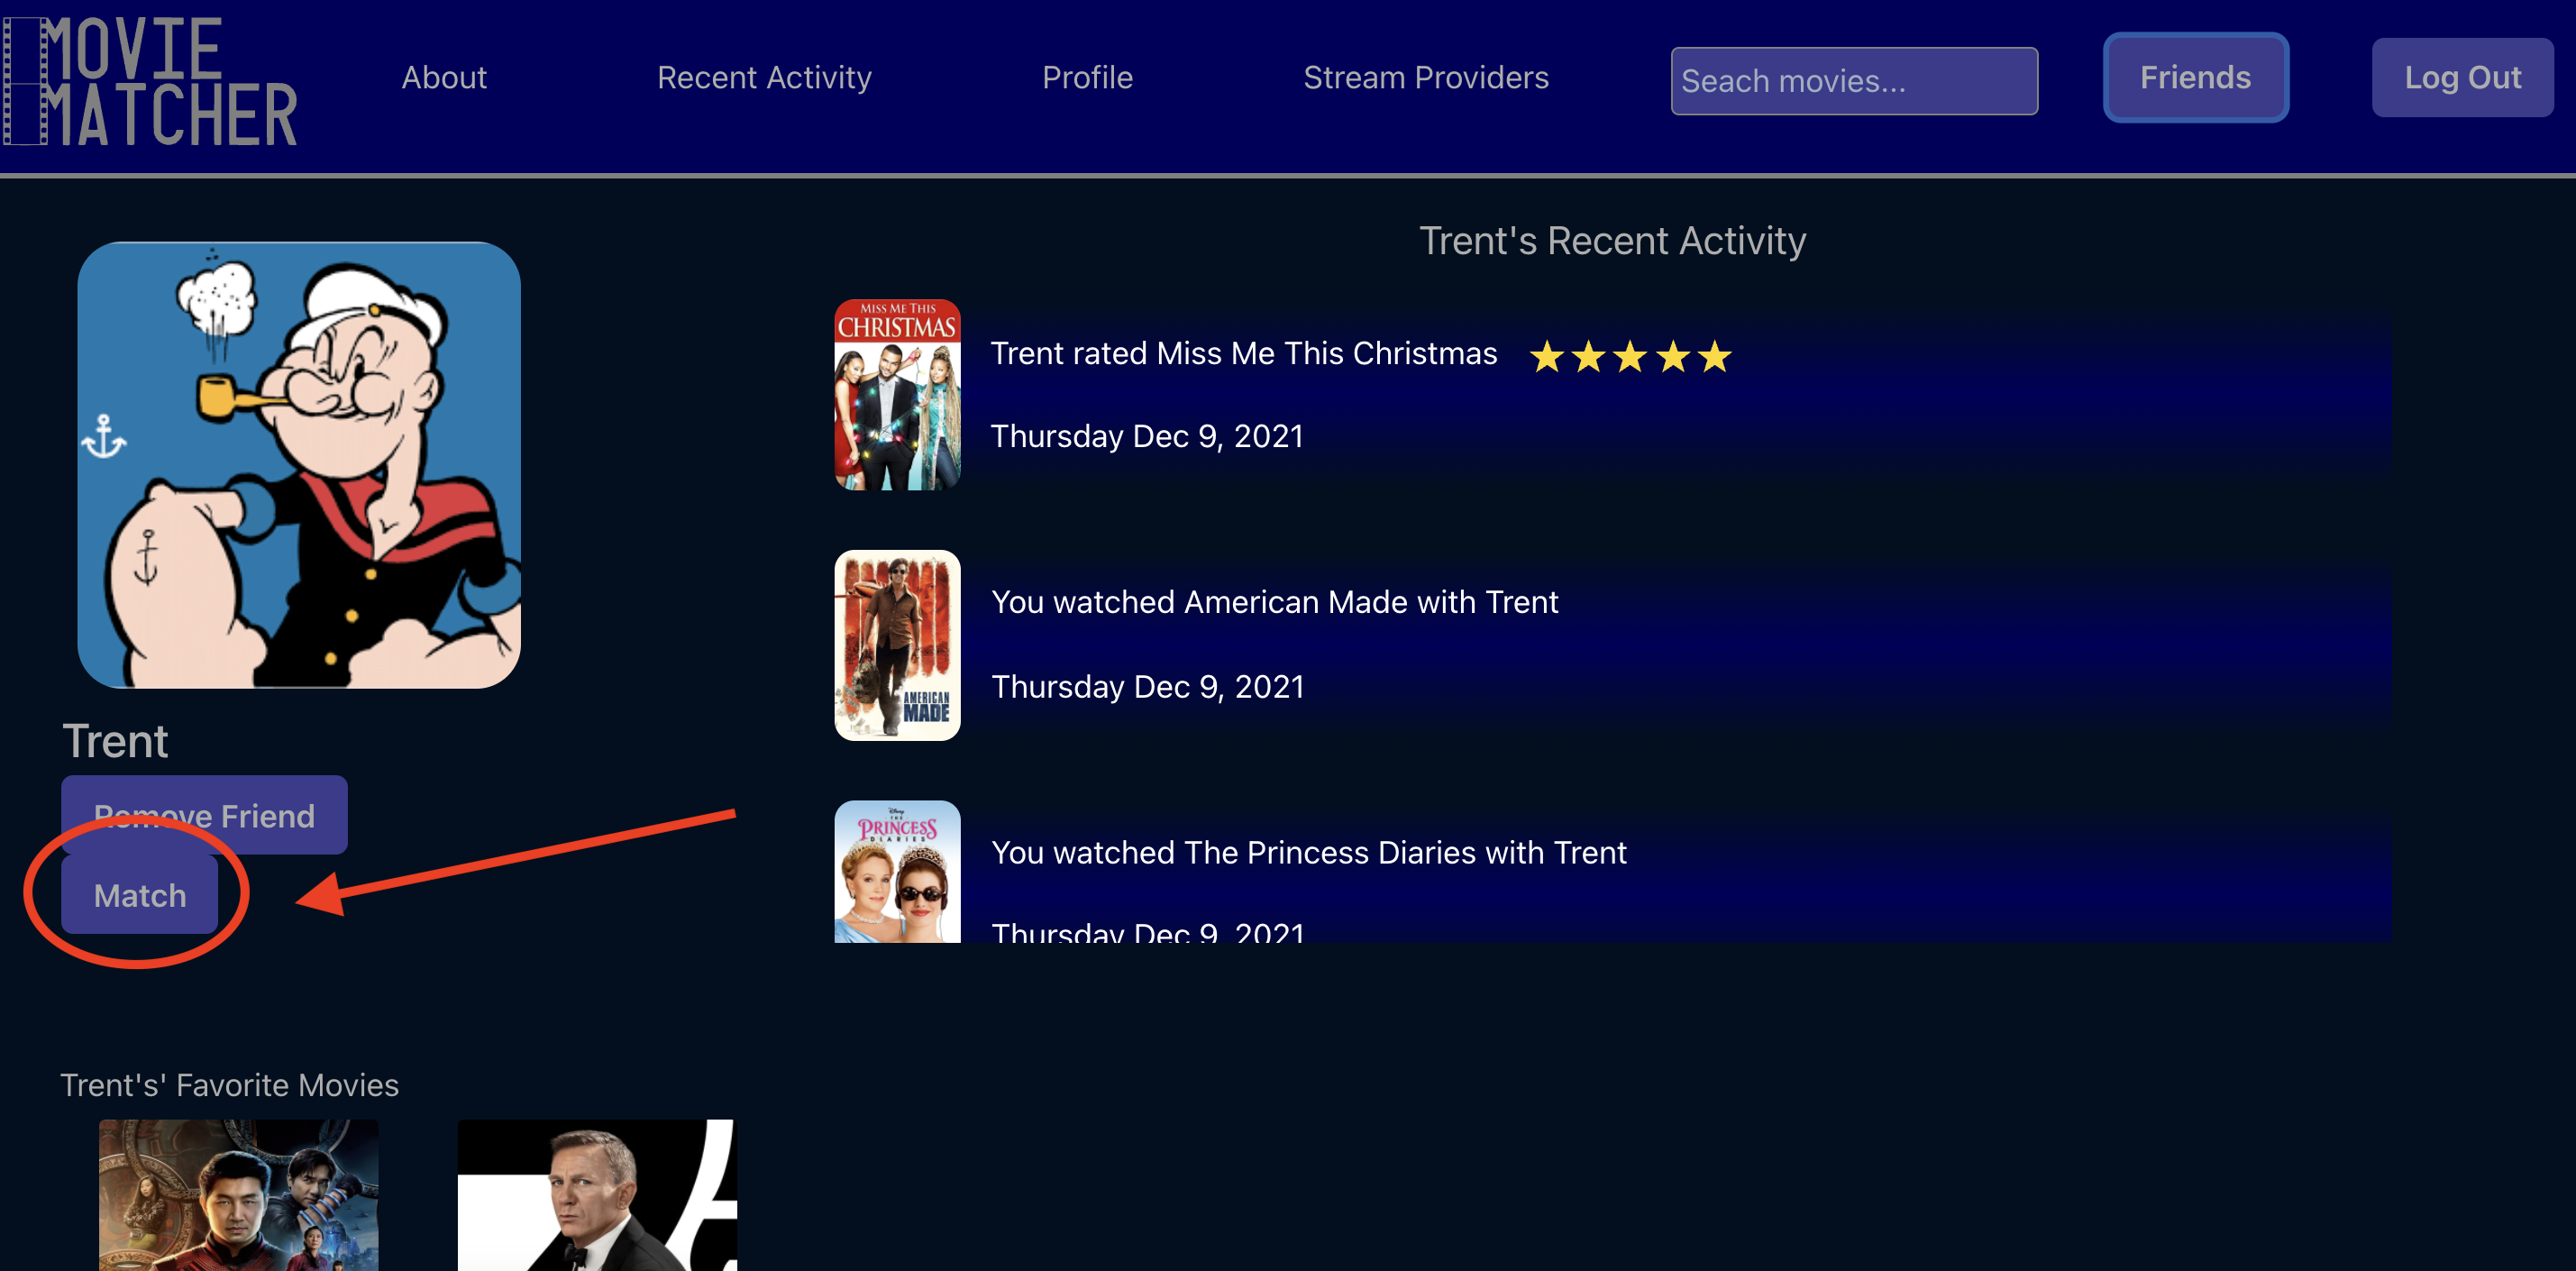 MOVIE
MATCHER
About
Recent Activity
Profile
Stream Providers
Seach movies...
Friends
Log Out
Trent's Recent Activity
MISS ME THIS
CHRISTMAS
Trent rated Miss Me This Christmas
Thursday Dec 9, 2021
AMERICAN
MADE
You watched American Made with Trent
Thursday Dec 9, 2021
Disney
THE
PRINCESS
DIARIES
You watched The Princess Diaries with Trent
Thursday Dec 9, 2021
Trent
Remove Friend
Match
Trent's' Favorite Movies